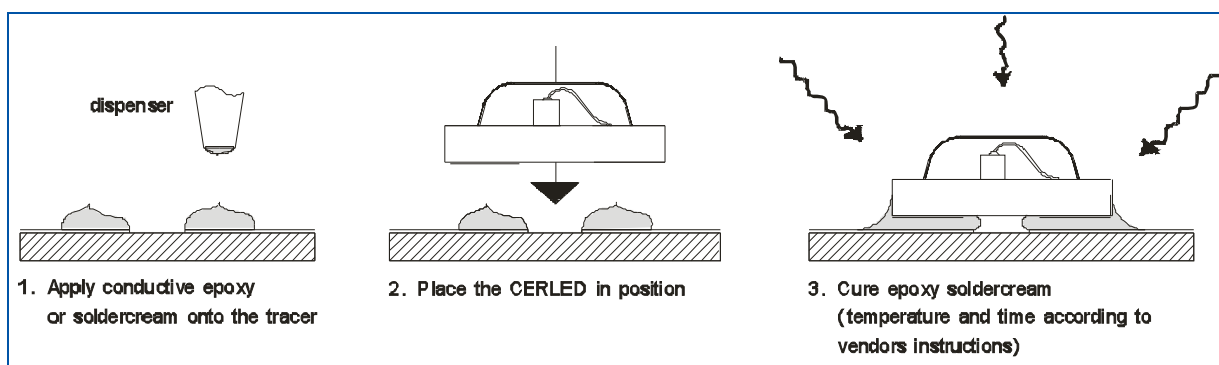 dispenser
1. Apply conductive epoxy
or soldercream onto the tracer
2. Place the CERLED in position
3. Cure epoxy soldercream
(temperature and time according to
vendors instructions)